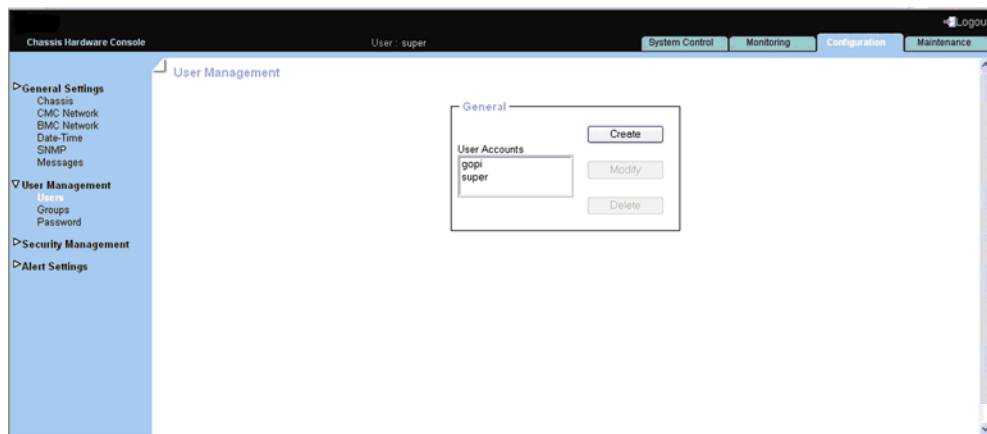 Logou
Chassis Hardware Console
User : super
System Control
Monitoring
Configuration
Maintenance
User Management
General Settings
Chassis
CMC Network
BMC Network
Date-Time
SNMP
Messages
User Management
Users
Groups
Password
Security Management
Alert Settings
General
User Accounts
gopi
super
Create
Modify
Delete